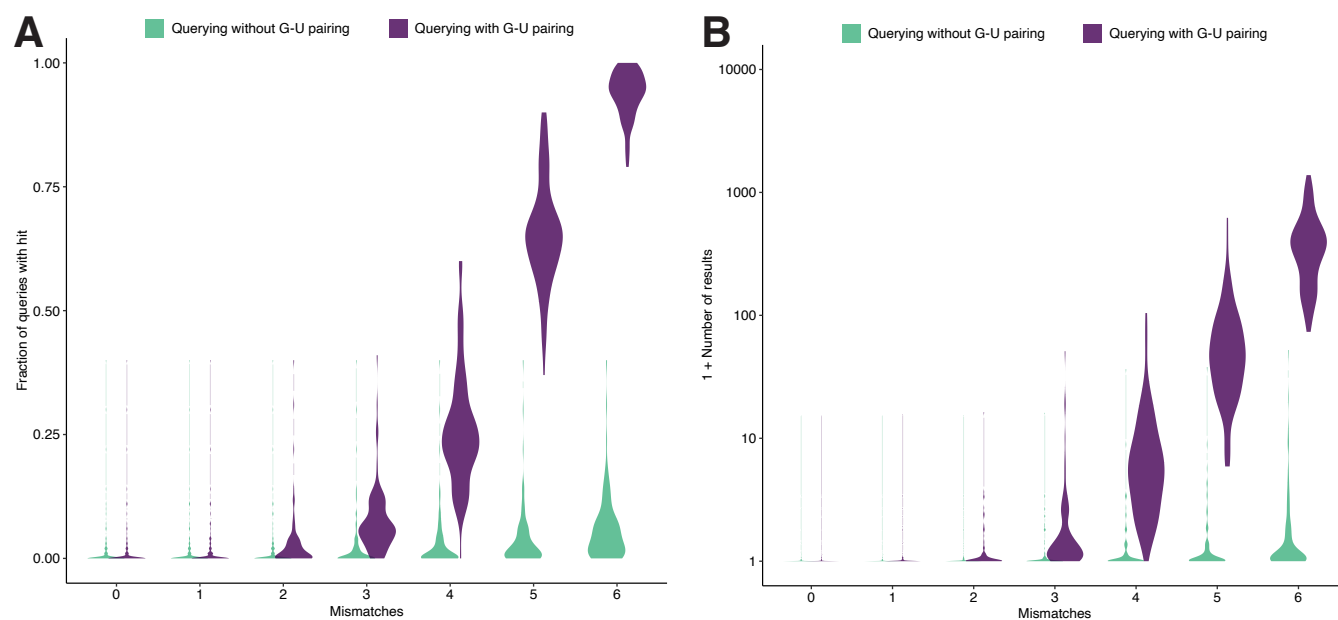 A
Querying without G-U pairing
Querying with G-U pairing
1.00
0.75
0.50
0.25
0.00
Fraction of queries with hit
0 1 2 3 4 5 6
Mismatches
B
Querying without G-U pairing
Querying with G-U pairing
10000
1000
100
10
1
1 + Number of results
0 1 2 3 4 5 6
Mismatches